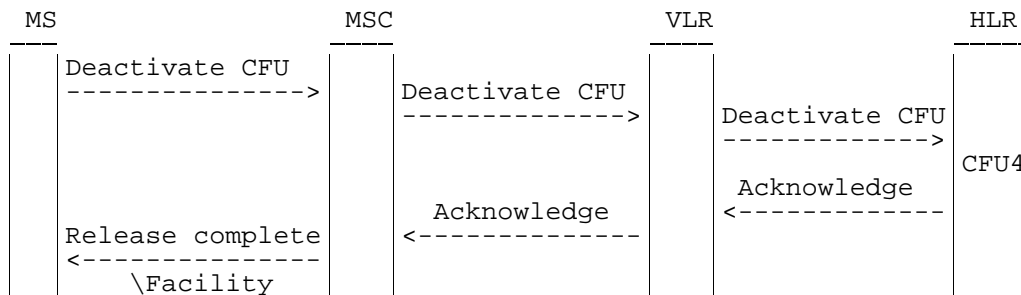 MS MSC VLR HLR
Deactivate CFU
--------------->
Deactivate CFU
-------------->
Deactivate CFU
------------->
CFU4
Acknowledge
<-------------
Acknowledge
<--------------
Release complete
<---------------
\Facility